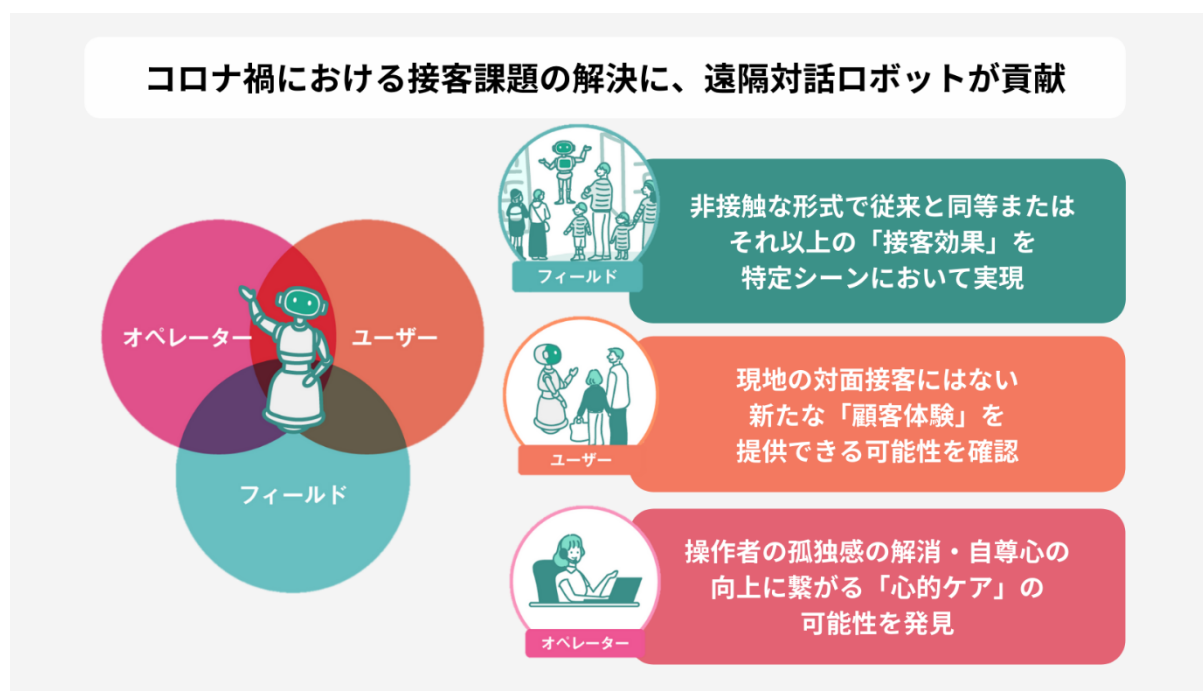 コロナ禍における接客課題の解決に、遠隔対話ロボットが貢献
オペレーター
ユーザー
フィールド
フィールド
非接触な形式で従来と同等または
それ以上の「接客効果」を
特定シーンにおいて実現
ユーザー
現地の対面接客にはない
新たな「顧客体験」を
提供できる可能性を確認
オペレーター
操作者の孤独感の解消・自尊心の
向上に繋がる「心的ケア」の
可能性を発見